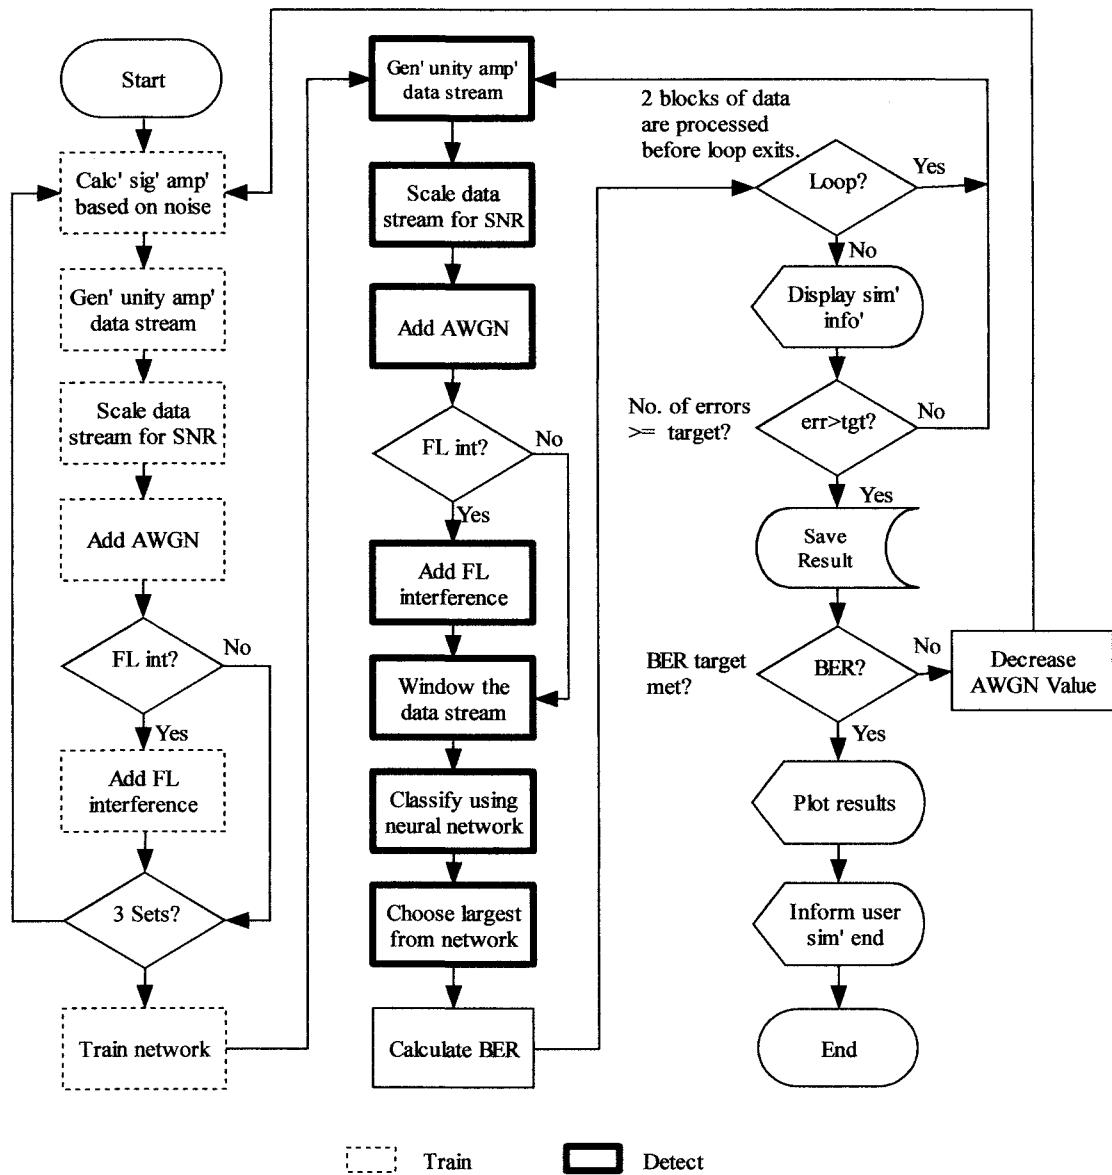 Start
Calc' sig' amp'
based on noise
Gen' unity amp'
data stream
Scale data
stream for SNR
Add AWGN
FL int?
No
Yes
Add FL
interference
3 Sets?
Train network
Gen' unity amp'
data stream
Scale data
stream for SNR
Add AWGN
FL int?
No
Yes
Add FL
interference
Window the
data stream
Classify using
neural network
Choose largest
from network
Calculate BER
2 blocks of data
are processed
before loop exits.
Loop?
Yes
No
Display sim'
info'
No. of errors
>= target?
err>tgt?
No
Yes
Save
Result
BER target
met?
BER?
No
Decrease
AWGN Value
Yes
Plot results
Inform user
sim' end
End
Train
Detect